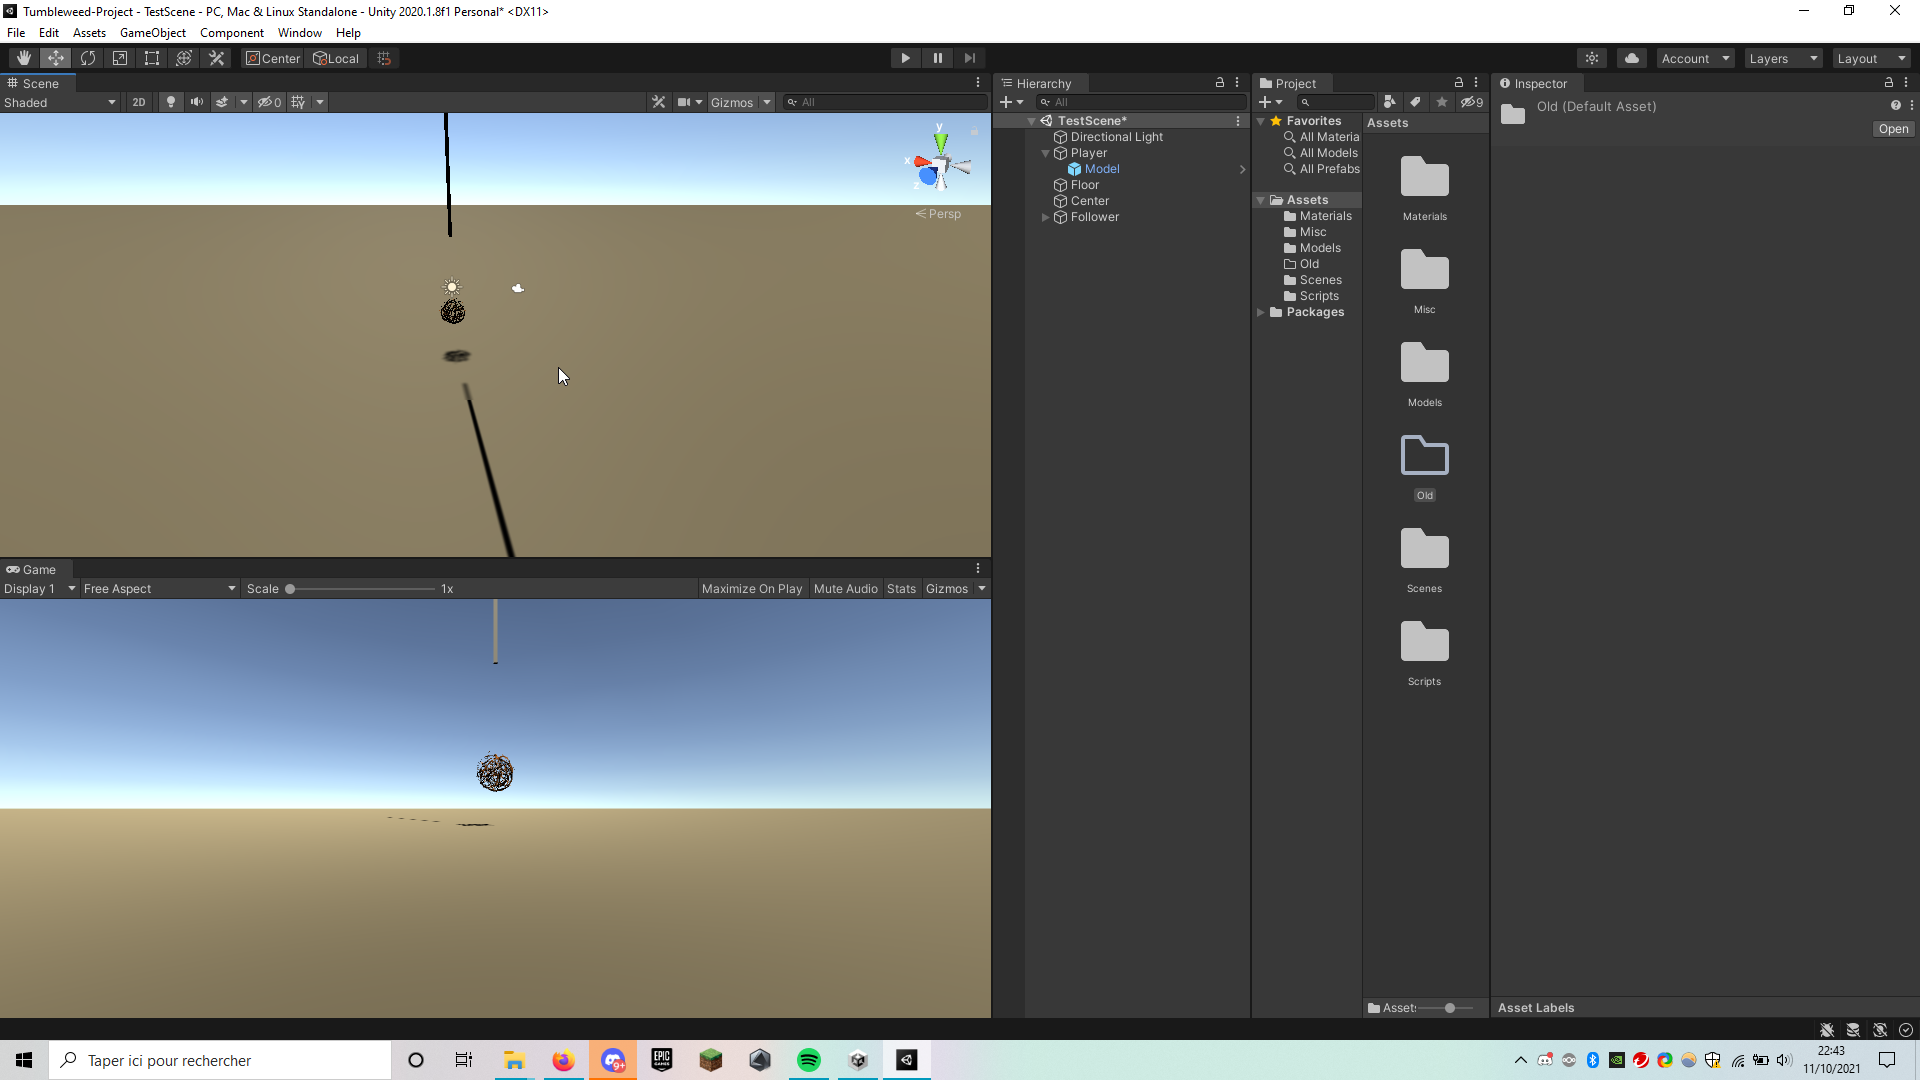 Tumbleweed-Project - TestScene - PC, Mac & Linux Standalone - Unity 2020.1.8f1 Personal* <DX11>
File Edit Assets GameObject Component Window Help
Center Local Account Layers Layout
Scene
Shaded 2D 0 Gizmos All
y
x
z
Persp
Game
Display 1 Free Aspect Scale 1x Maximize On Play Mute Audio Stats Gizmos
Hierarchy
All
TestScene*
Directional Light
Player
Model
Floor
Center
Follower
Project
9
Favorites
All Materia
All Models
All Prefabs
Assets
Materials
Misc
Models
Old
Scenes
Scripts
Packages
Assets
Materials
Misc
Models
Old
Scenes
Scripts
Assets
Inspector
Old (Default Asset)
Open
Asset Labels
Taper ici pour rechercher
9+
EPIC
GAMES
22:43
11/10/2021